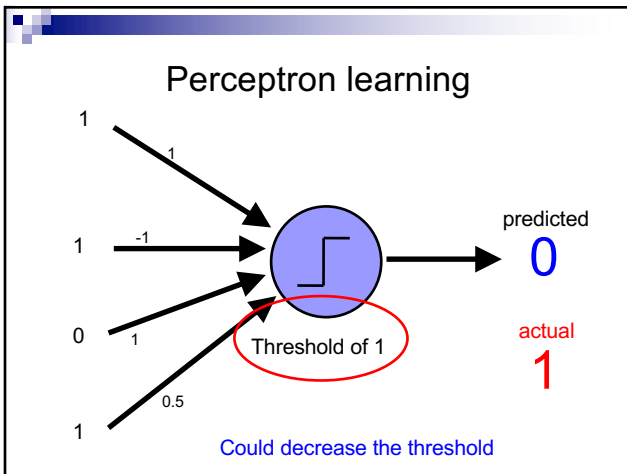 Perceptron learning
1
1
1
-1
predicted
0
0
1
Threshold of 1
actual
1
0.5
1
Could decrease the threshold